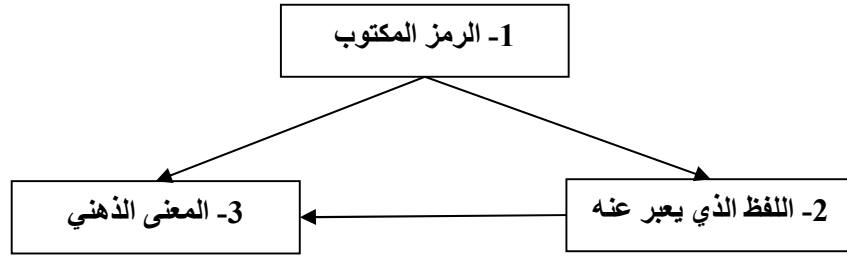 1- الرمز المكتوب
2- اللفظ الذي يعبر عنه
3- المعنى الذهني